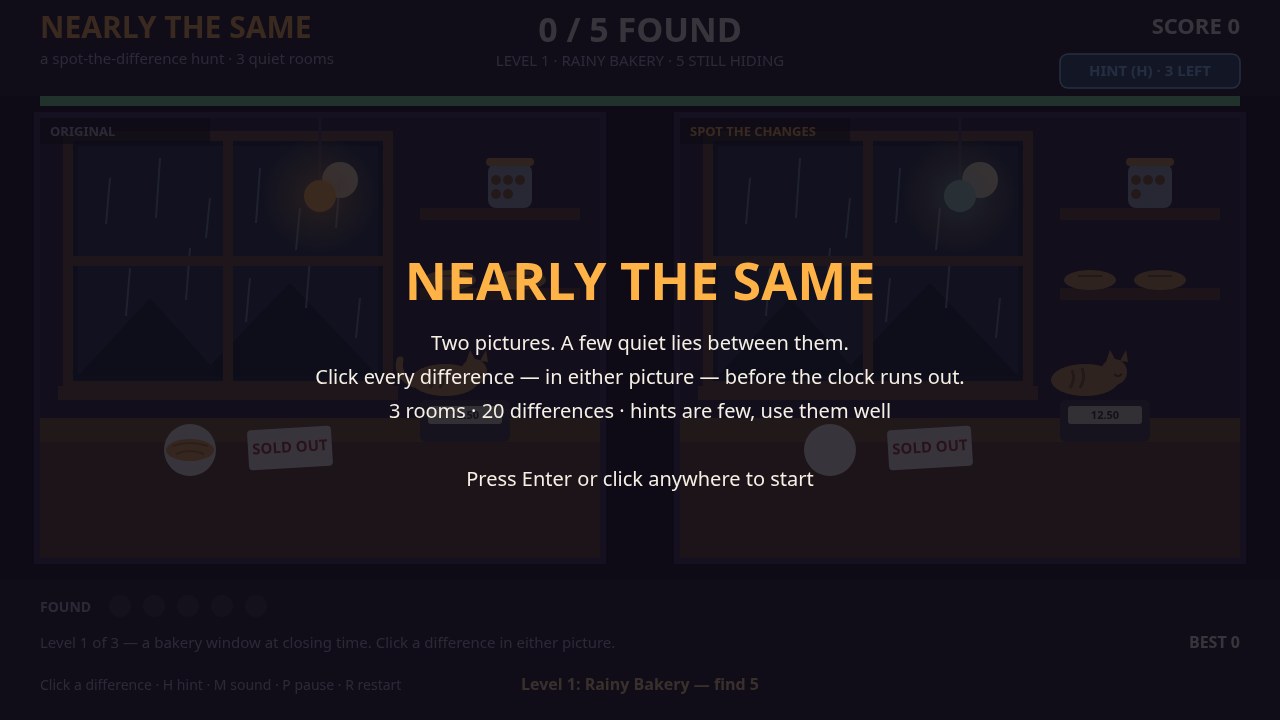 NEARLY THE SAME
a spot-the-difference hunt · 3 quiet rooms
0 / 5 FOUND
LEVEL 1 · RAINY BAKERY · 5 STILL HIDING
SCORE 0
HINT (H) · 3 LEFT
ORIGINAL
SPOT THE CHANGES
NEARLY THE SAME
Two pictures. A few quiet lies between them.
Click every difference — in either picture — before the clock runs out.
3 rooms · 20 differences · hints are few, use them well
12.50
SOLD OUT
SOLD OUT
Press Enter or click anywhere to start
FOUND
Level 1 of 3 — a bakery window at closing time. Click a difference in either picture.
BEST 0
Click a difference · H hint · M sound · P pause · R restart
Level 1: Rainy Bakery — find 5